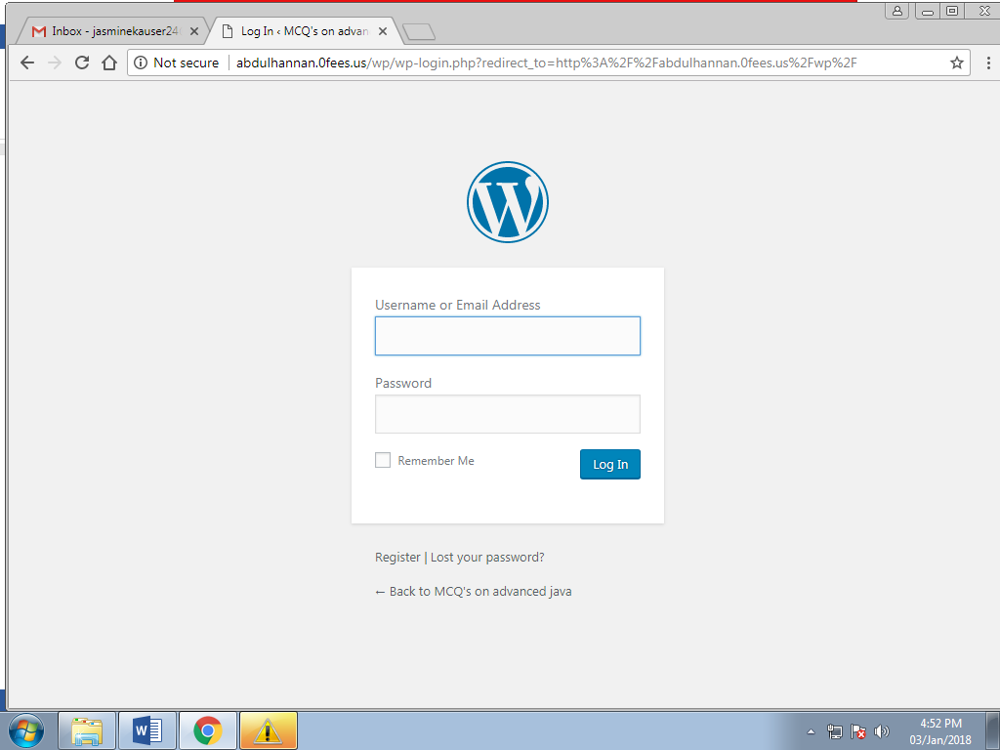 Inbox - jasminekauser24
Log In ‹ MCQ's on advan
Not secure
abdulhannan.0fees.us/wp/wp-login.php?redirect_to=http%3A%2F%2Fabdulhannan.0fees.us%2Fwp%2F
Username or Email Address
Password
Remember Me
Log In
Register | Lost your password?
← Back to MCQ's on advanced java
4:52 PM
03/Jan/2018